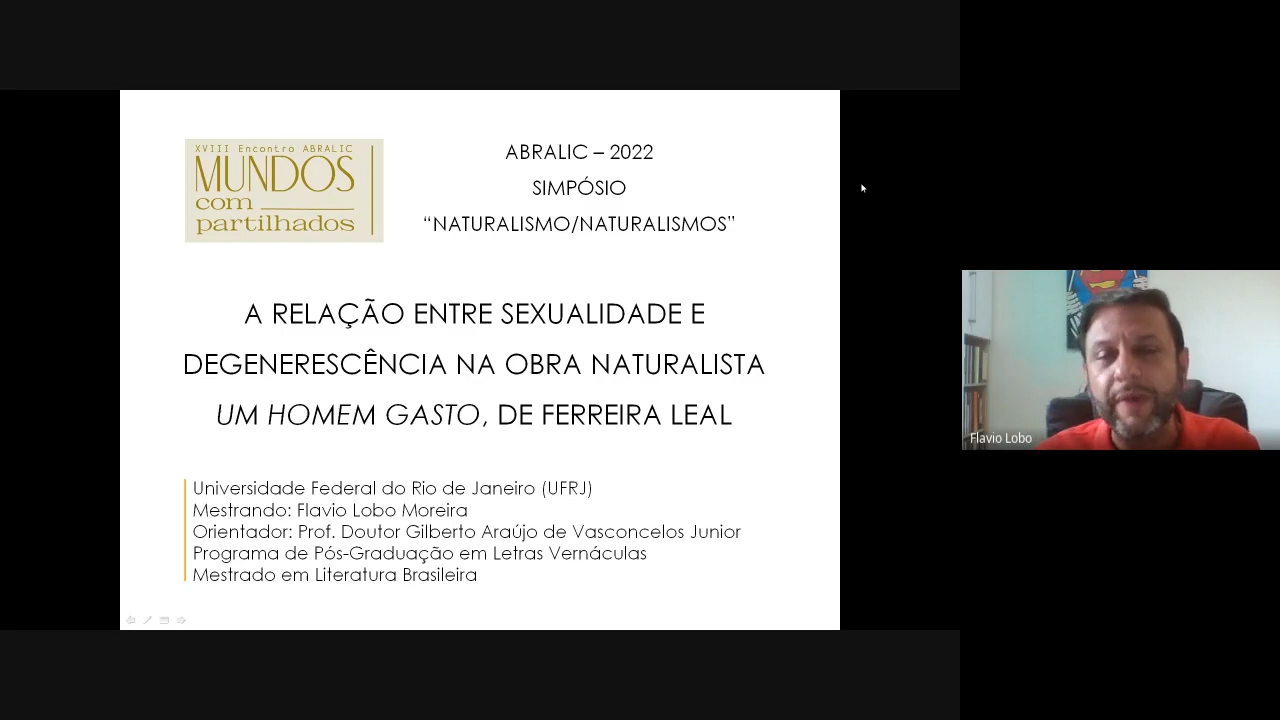 XVIII Encontro ABRALIC
MUNDOS
com
partilhados
ABRALIC – 2022
SIMPÓSIO
“NATURALISMO/NATURALISMOS”
A RELAÇÃO ENTRE SEXUALIDADE E
DEGENERESCÊNCIA NA OBRA NATURALISTA
UM HOMEM GASTO, DE FERREIRA LEAL
Universidade Federal do Rio de Janeiro (UFRJ)
Mestrando: Flavio Lobo Moreira
Orientador: Prof. Doutor Gilberto Araújo de Vasconcelos Junior
Programa de Pós-Graduação em Letras Vernáculas
Mestrado em Literatura Brasileira
Flavio Lobo